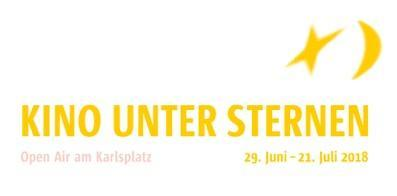 KINO UNTER STERNEN
Open Air am Karlsplatz 29. Juni – 21. Juli 2018